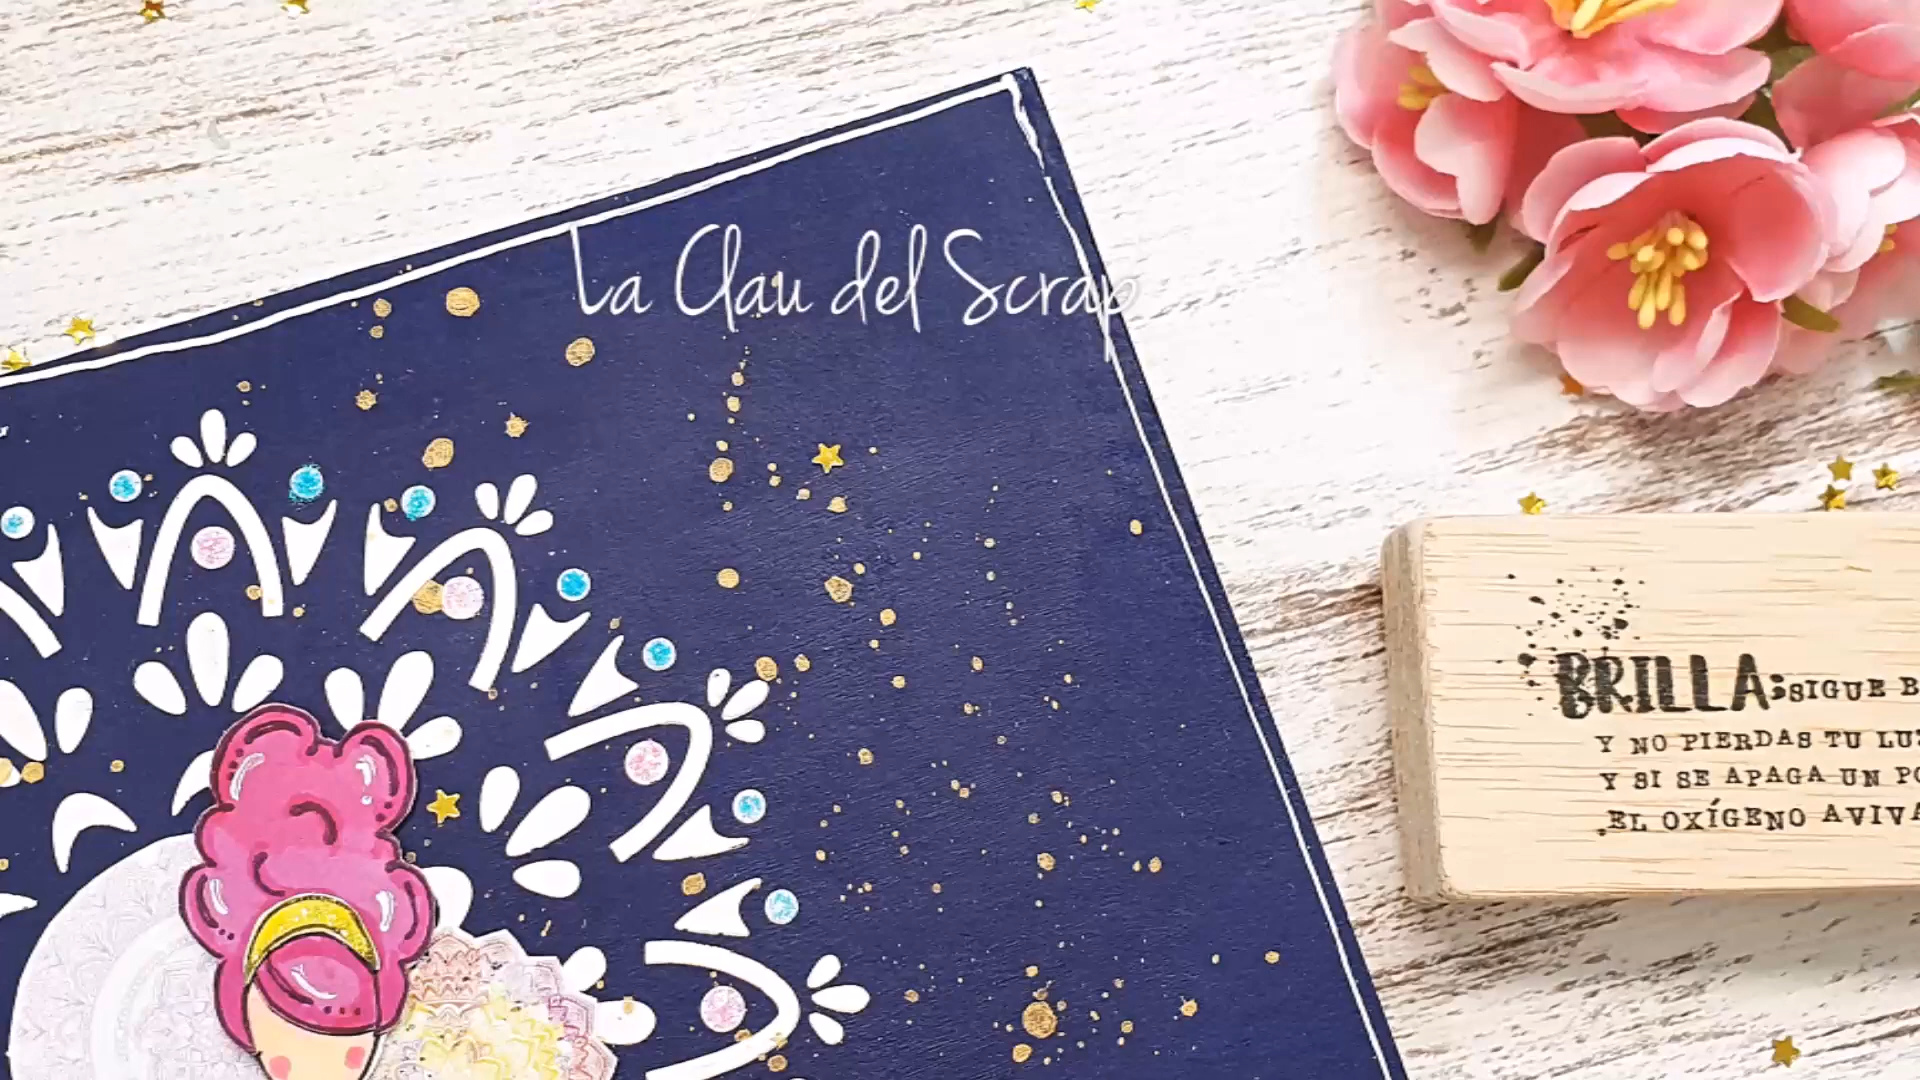 La Clau del Scrap
BRILLA;SIGUE
Y NO PIERDAS TU
Y SI SE APAGA UN
EL OXÍGENO